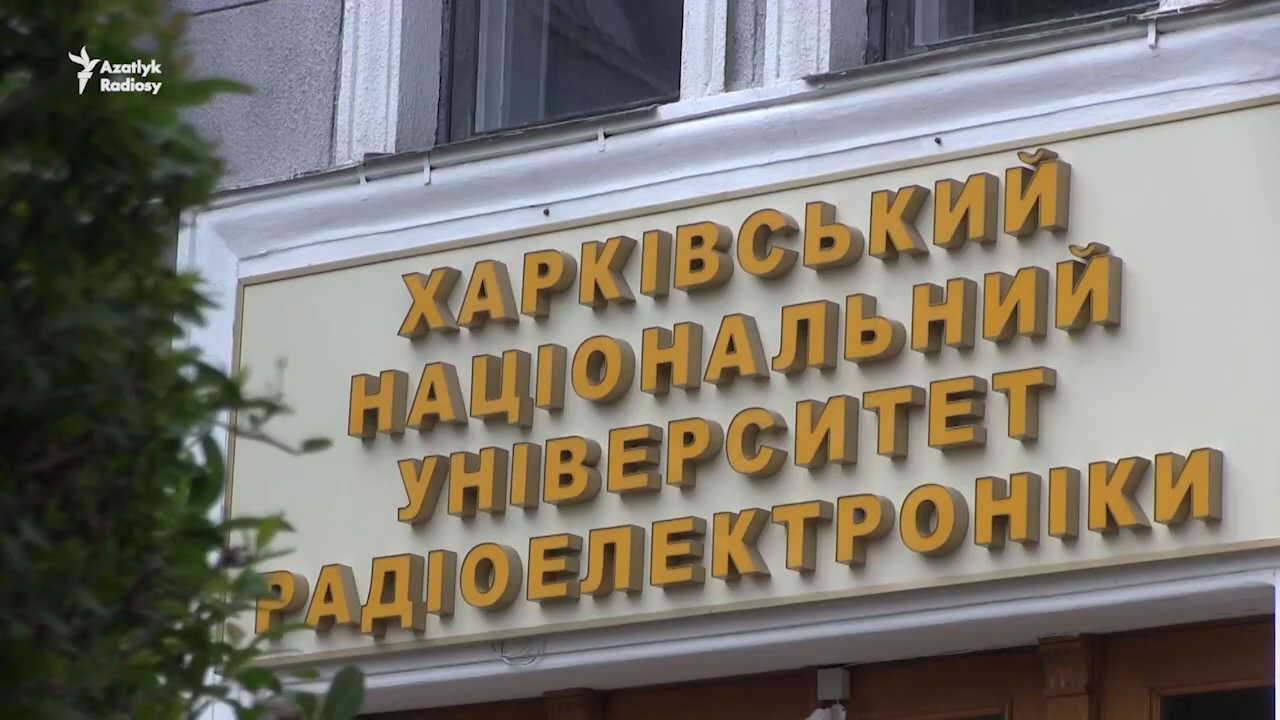 Azatlyk
Radiosy
ХАРКІВСЬКИЙ
НАЦІОНАЛЬНИЙ
УНІВЕРСИТЕТ
РАДІОЕЛЕКТРОНІКИ